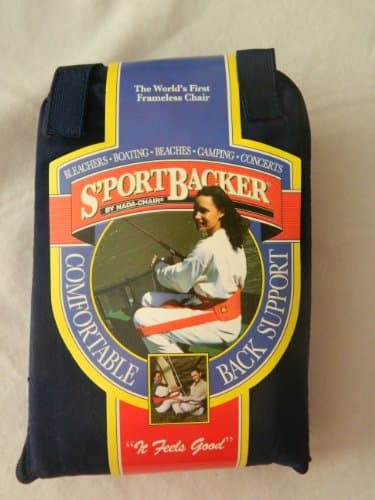 The World's First
Frameless Chair
BLEACHERS • BOATING • BEACHES • CAMPING • CONCERTS
S'PORTBACKER®
BY NADA-CHAIR®
COMFORTABLE
BACK SUPPORT
"It Feels Good"